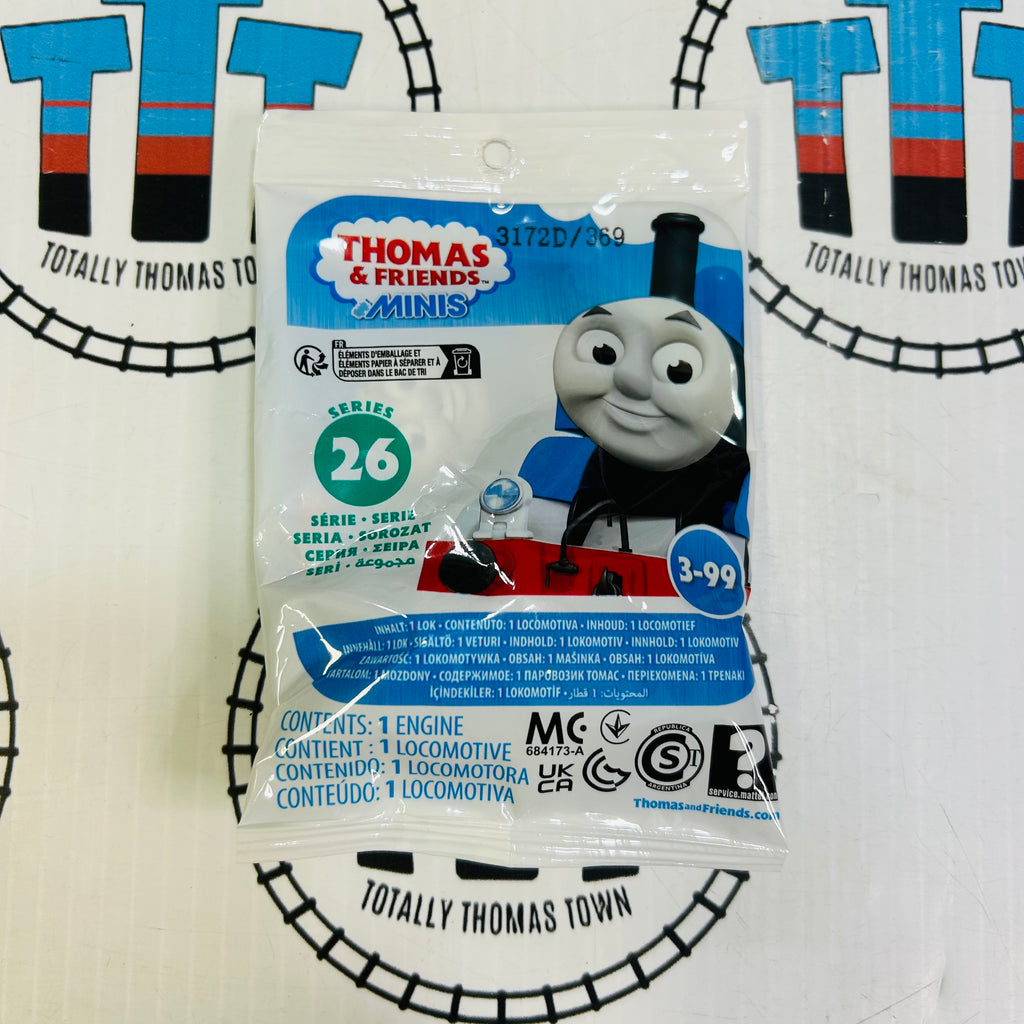 TOTALLY THOMAS TO
TOTALLY THOMAS TOW
THOMAS
& FRIENDS™
MINIS
3172D/369
FR
ÉLÉMENTS D'EMBALLAGE ET
ÉLÉMENTS PAPIER À SÉPARER ET À
DÉPOSER DANS LE BAC DE TRI
SERIES
26
SÉRIE • SERIE
SERIA • SOROZAT
СЕРИЯ • ΣΕΙΡΑ
SERİ • مجموعة
3-99
INHALT: 1 LOK • CONTENUTO: 1 LOCOMOTIVA • INHOUD: 1 LOCOMOTIEF
INNEHÅLL: 1 LOK • SISÄLTÖ: 1 VETURI • INDHOLD: 1 LOKOMOTIV • INNHOLD: 1 LOKOMOTIV
ZAWARTOŚĆ: 1 LOKOMOTYWKA • OBSAH: 1 MAŠINKA • OBSAH: 1 LOKOMOTÍVA
TARTALOM: 1 MOZDONY • СОДЕРЖИМОЕ: 1 ПАРОВОЗИК ТОМАС • ΠΕΡΙΕΧΟΜΕΝΑ: 1 ΤΡΕΝΑΚΙ
İÇİNDEKİLER: 1 LOKOMOTİF • المحتويات: 1 قطار
CONTENTS: 1 ENGINE
CONTIENT : 1 LOCOMOTIVE
CONTENIDO: 1 LOCOMOTORA
CONTEÚDO: 1 LOCOMOTIVA
MC
684173-A
UK
CA
REPUBLICA
S T
ARGENTINA
?
service.mattel
ThomasandFriends.com
TOTALLY THOMAS TOWN